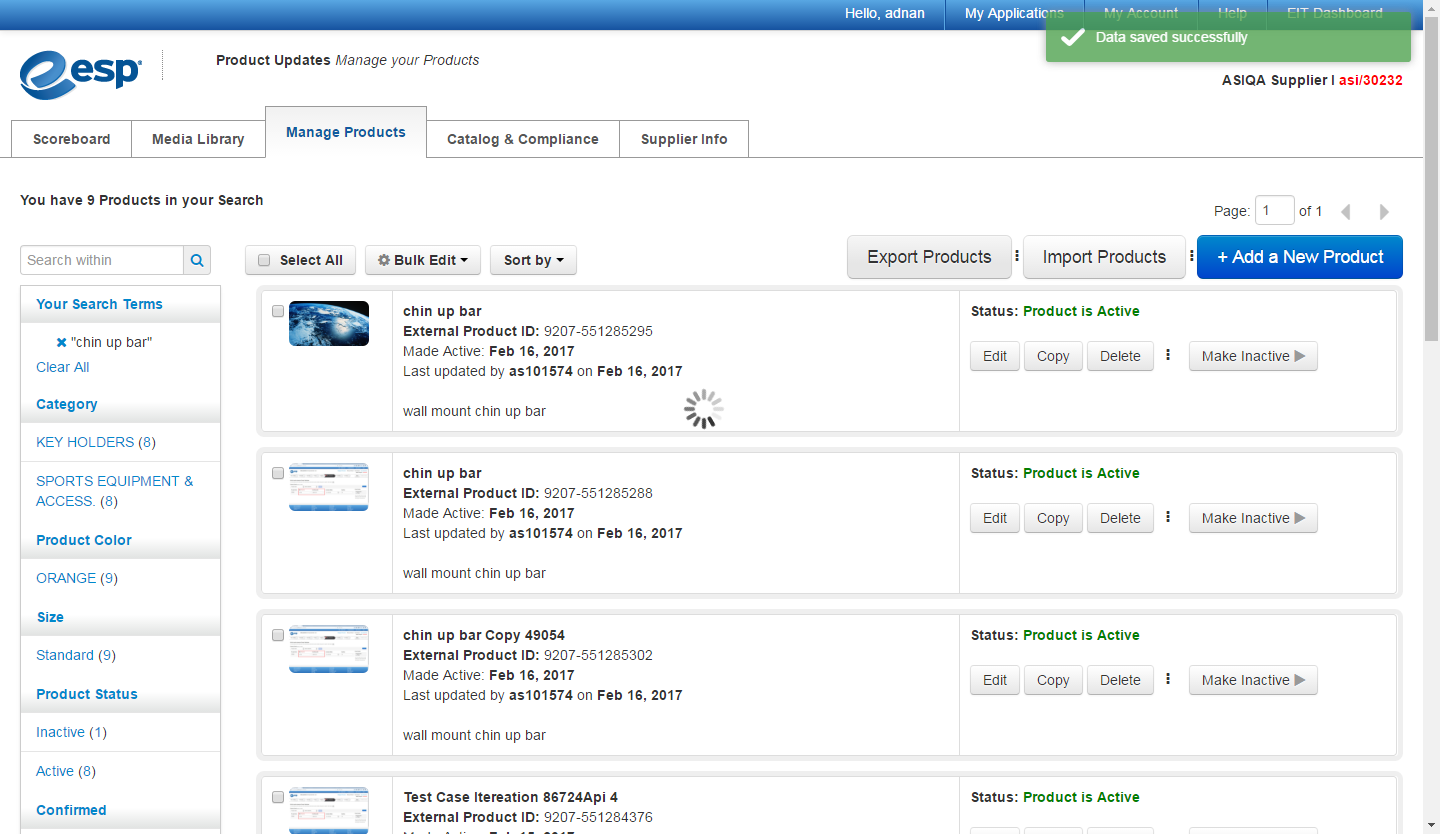 Hello, adnan
My Applications
My Account
Help
EIT Dashboard
Data saved successfully
esp
Product Updates Manage your Products
ASIQA Supplier | asi/30232
Scoreboard
Media Library
Manage Products
Catalog & Compliance
Supplier Info
You have 9 Products in your Search
Page: 1 of 1
Search within
Select All
Bulk Edit
Sort by
Export Products
Import Products
+ Add a New Product
Your Search Terms
"chin up bar"
Clear All
Category
KEY HOLDERS (8)
SPORTS EQUIPMENT &
ACCESS. (8)
Product Color
ORANGE (9)
Size
Standard (9)
Product Status
Inactive (1)
Active (8)
Confirmed
chin up bar
External Product ID: 9207-551285295
Made Active: Feb 16, 2017
Last updated by as101574 on Feb 16, 2017
wall mount chin up bar
Status: Product is Active
Edit
Copy
Delete
Make Inactive
chin up bar
External Product ID: 9207-551285288
Made Active: Feb 16, 2017
Last updated by as101574 on Feb 16, 2017
wall mount chin up bar
Status: Product is Active
Edit
Copy
Delete
Make Inactive
chin up bar Copy 49054
External Product ID: 9207-551285302
Made Active: Feb 16, 2017
Last updated by as101574 on Feb 16, 2017
wall mount chin up bar
Status: Product is Active
Edit
Copy
Delete
Make Inactive
Test Case Itereation 86724Api 4
External Product ID: 9207-551284376
Made Active: Feb 15, 2017
Status: Product is Active